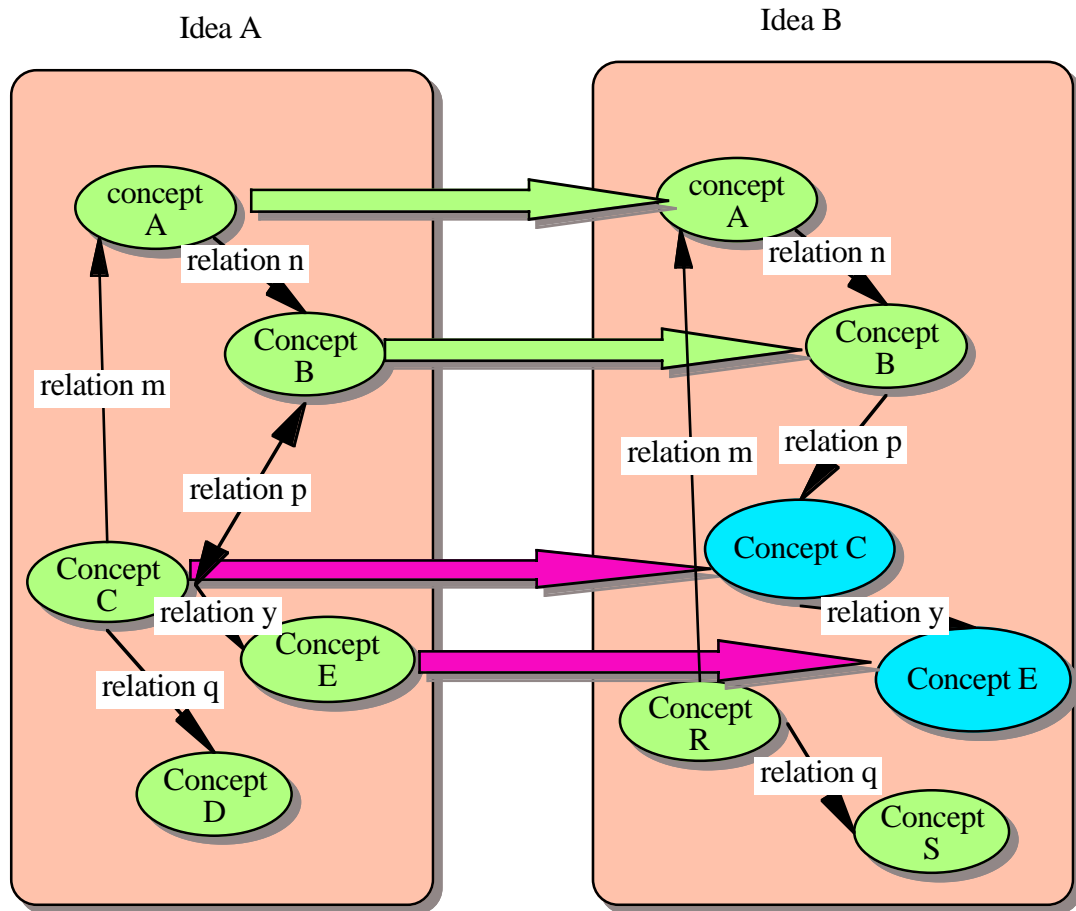 Idea A
concept
A
relation n
Concept
B
relation m
relation p
Concept
C
relation y
Concept
E
relation q
Concept
D
Idea B
concept
A
relation n
Concept
B
relation p
relation m
Concept C
relation y
Concept E
Concept
R
relation q
Concept
S